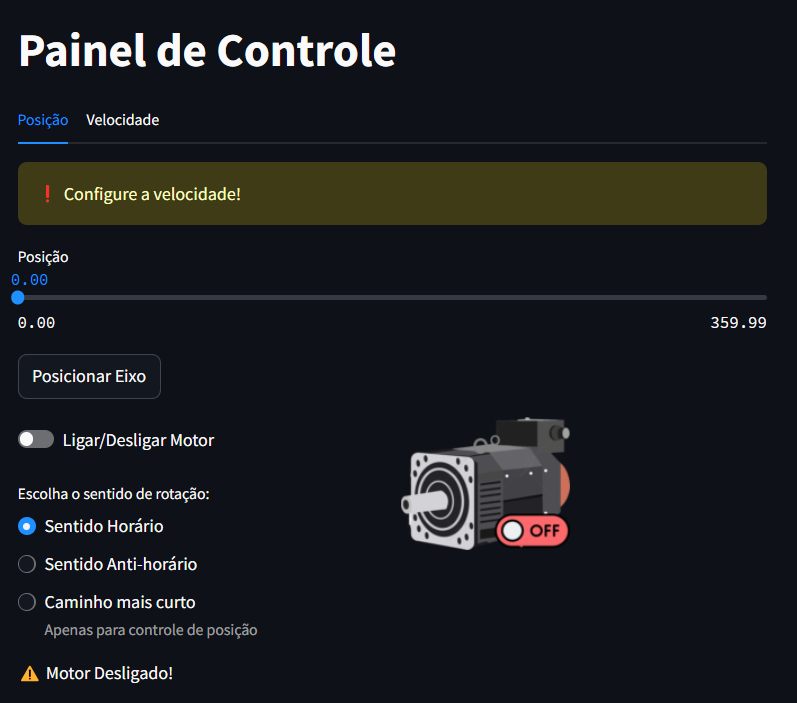 Painel de Controle
Posição Velocidade
❗ Configure a velocidade!
Posição
0.00
0.00 359.99
Posicionar Eixo
Ligar/Desligar Motor
Escolha o sentido de rotação:
Sentido Horário
Sentido Anti-horário
Caminho mais curto
Apenas para controle de posição
⚠️ Motor Desligado!
OFF